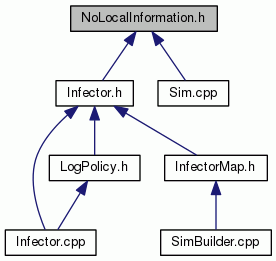 NoLocalInformation.h
Infector.h
Sim.cpp
LogPolicy.h
InfectorMap.h
Infector.cpp
SimBuilder.cpp